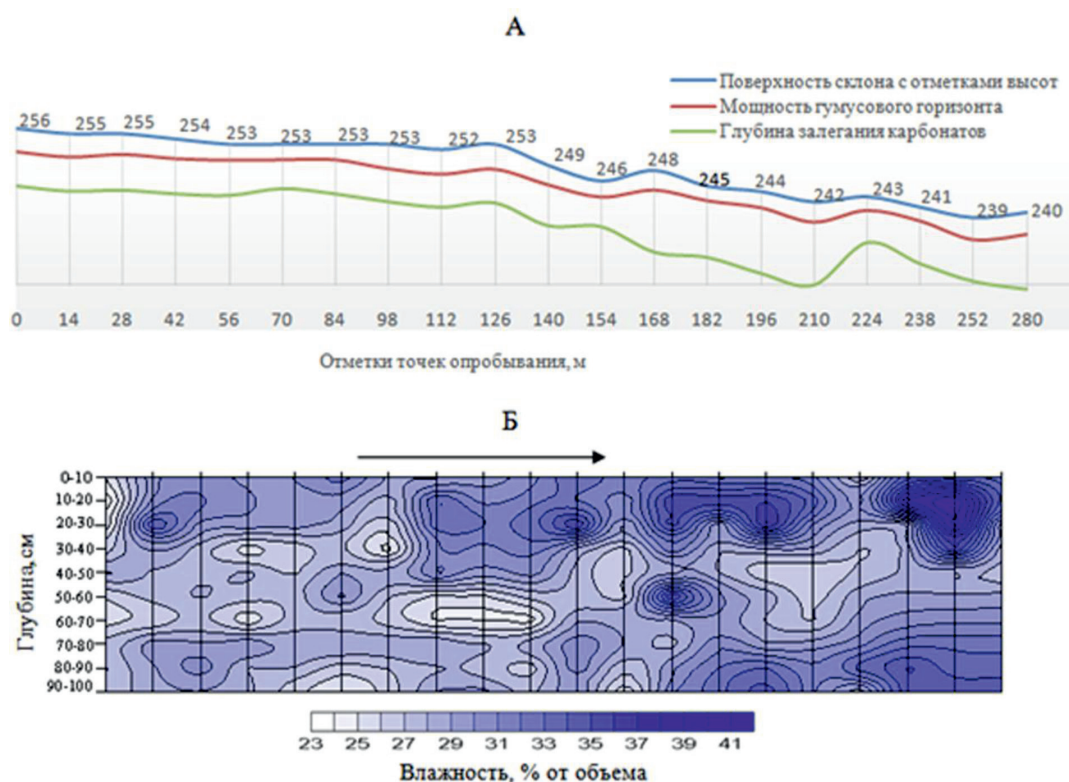 А
Поверхность склона с отметками высот
Мощность гумусового горизонта
Глубина залегания карбонатов
256 255 255 254 253 253 253 253 252 253 249 246 248 245 244 242 243 241 239 240
0 14 28 42 56 70 84 98 112 126 140 154 168 182 196 210 224 238 252 280
Отметки точек опробывания, м
Б
Глубина,см
0-10
10-20
20-30
30-40
40-50
50-60
60-70
70-80
80-90
90-100
23 25 27 29 31 33 35 37 39 41
Влажность, % от объема